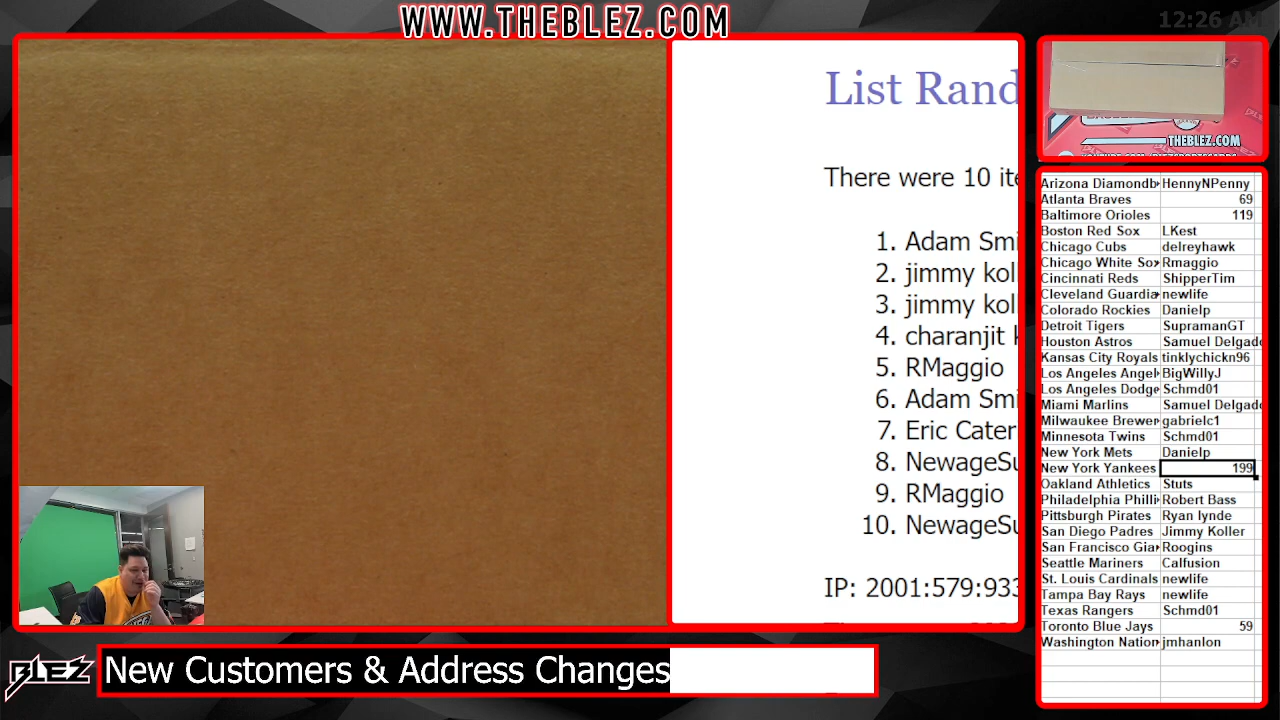 WWW.THEBLEZ.COM
12:26 AM
List Rand
There were 10 ite
1. Adam Smi
2. jimmy kol
3. jimmy kol
4. charanjit k
5. RMaggio
6. Adam Smi
7. Eric Cater
8. NewageSu
9. RMaggio
10. NewageSu
IP: 2001:579:933
THEBLEZ.COM
Arizona Diamondb HennyNPenny
Atlanta Braves 69
Baltimore Orioles 119
Boston Red Sox LKest
Chicago Cubs delreyhawk
Chicago White Sox Rmaggio
Cincinnati Reds ShipperTim
Cleveland Guardia newlife
Colorado Rockies Danielp
Detroit Tigers SupramanGT
Houston Astros Samuel Delgado
Kansas City Royals tinklychickn96
Los Angeles Angel BigWillyJ
Los Angeles Dodge Schmd01
Miami Marlins Samuel Delgado
Milwaukee Brewer gabrielc1
Minnesota Twins Schmd01
New York Mets Danielp
New York Yankees 199
Oakland Athletics Stuts
Philadelphia Philli Robert Bass
Pittsburgh Pirates Ryan lynde
San Diego Padres Jimmy Koller
San Francisco Gia Roogins
Seattle Mariners Calfusion
St. Louis Cardinals newlife
Tampa Bay Rays newlife
Texas Rangers Schmd01
Toronto Blue Jays 59
Washington Nation jmhanlon
BLEZ
New Customers & Address Changes